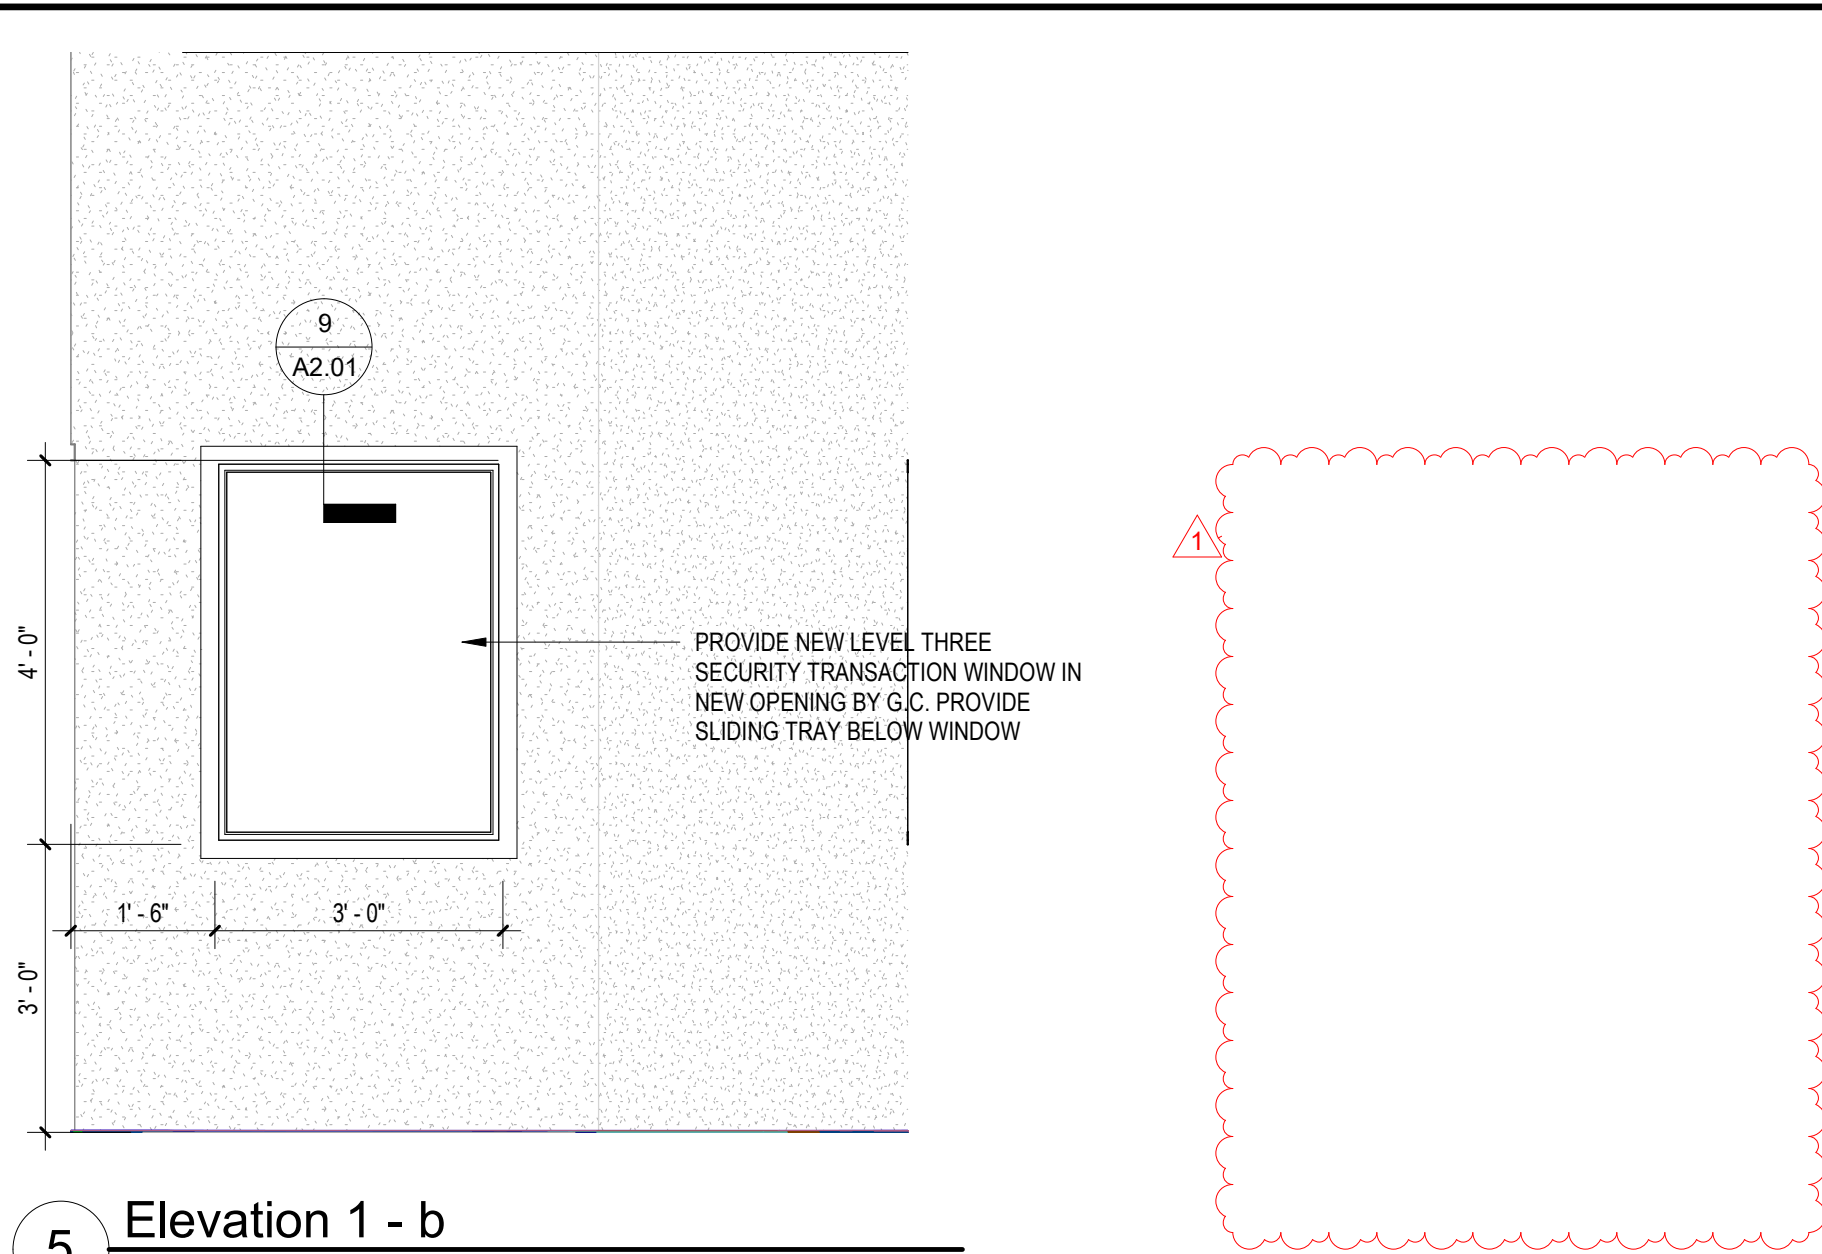 9
A2.01
4' - 0"
PROVIDE NEW LEVEL THREE
SECURITY TRANSACTION WINDOW IN
NEW OPENING BY G.C. PROVIDE
SLIDING TRAY BELOW WINDOW
1' - 6"
3' - 0"
3' - 0"
1
5
Elevation 1 - b